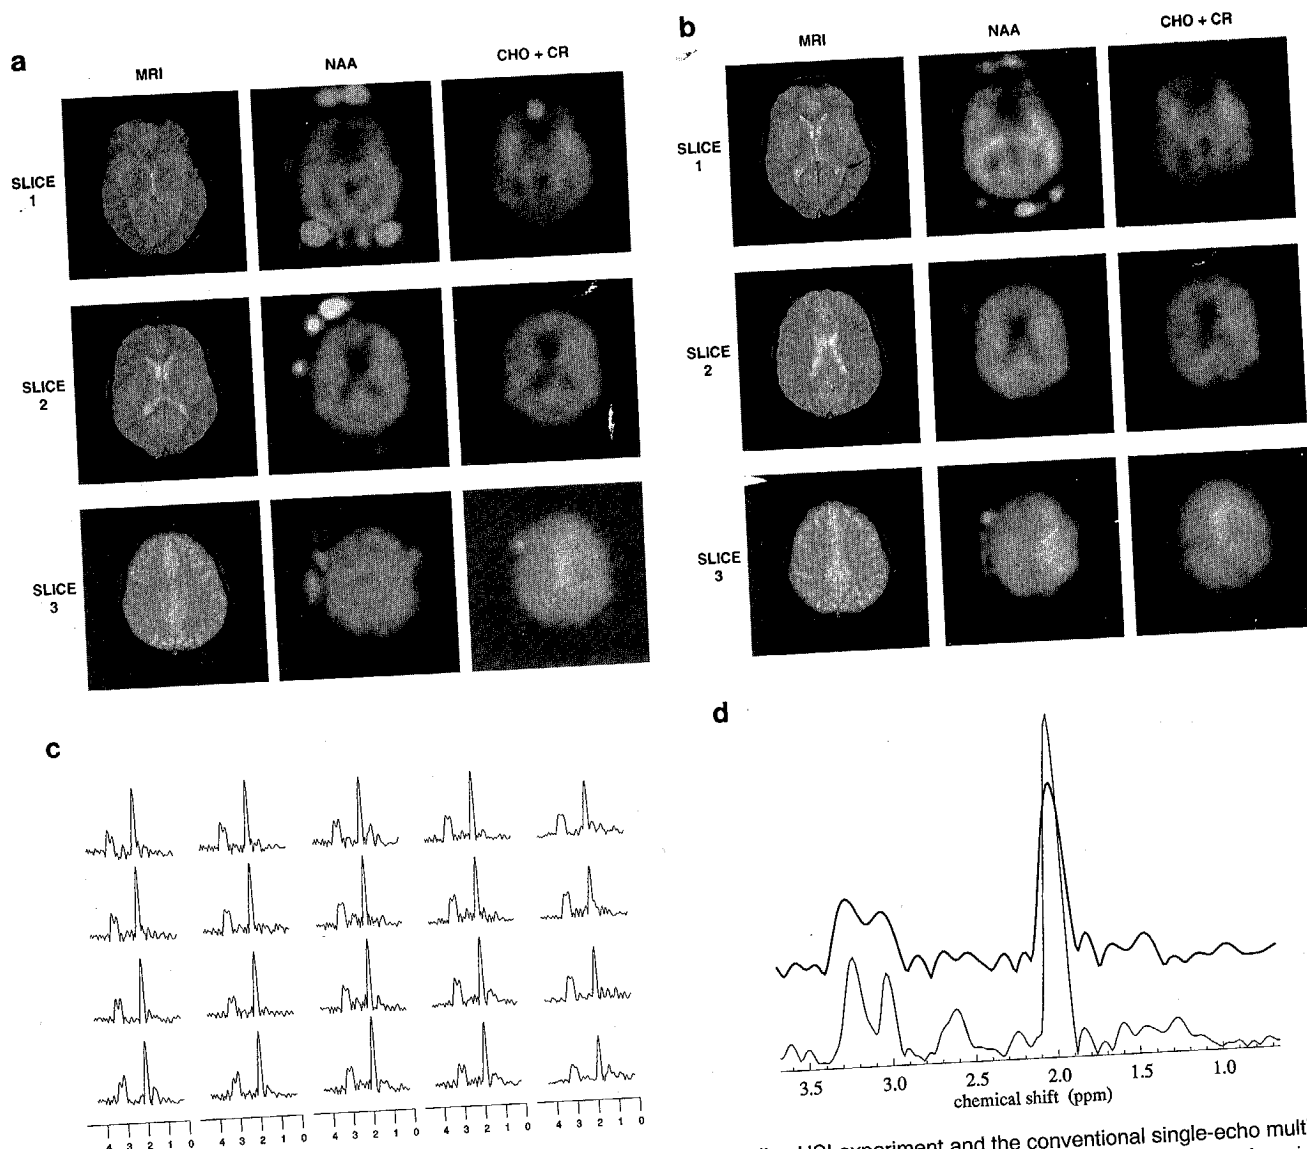 a
MRI NAA CHO + CR
SLICE
1
SLICE
2
SLICE
3
b
MRI NAA CHO + CR
SLICE
1
SLICE
2
SLICE
3
c
4 3 2 1 0 4 3 2 1 0 4 3 2 1 0 4 3 2 1 0 4 3 2 1 0
d
3.5 3.0 2.5 2.0 1.5 1.0
chemical shift (ppm)
HSI experiment and the conventional single-echo mult